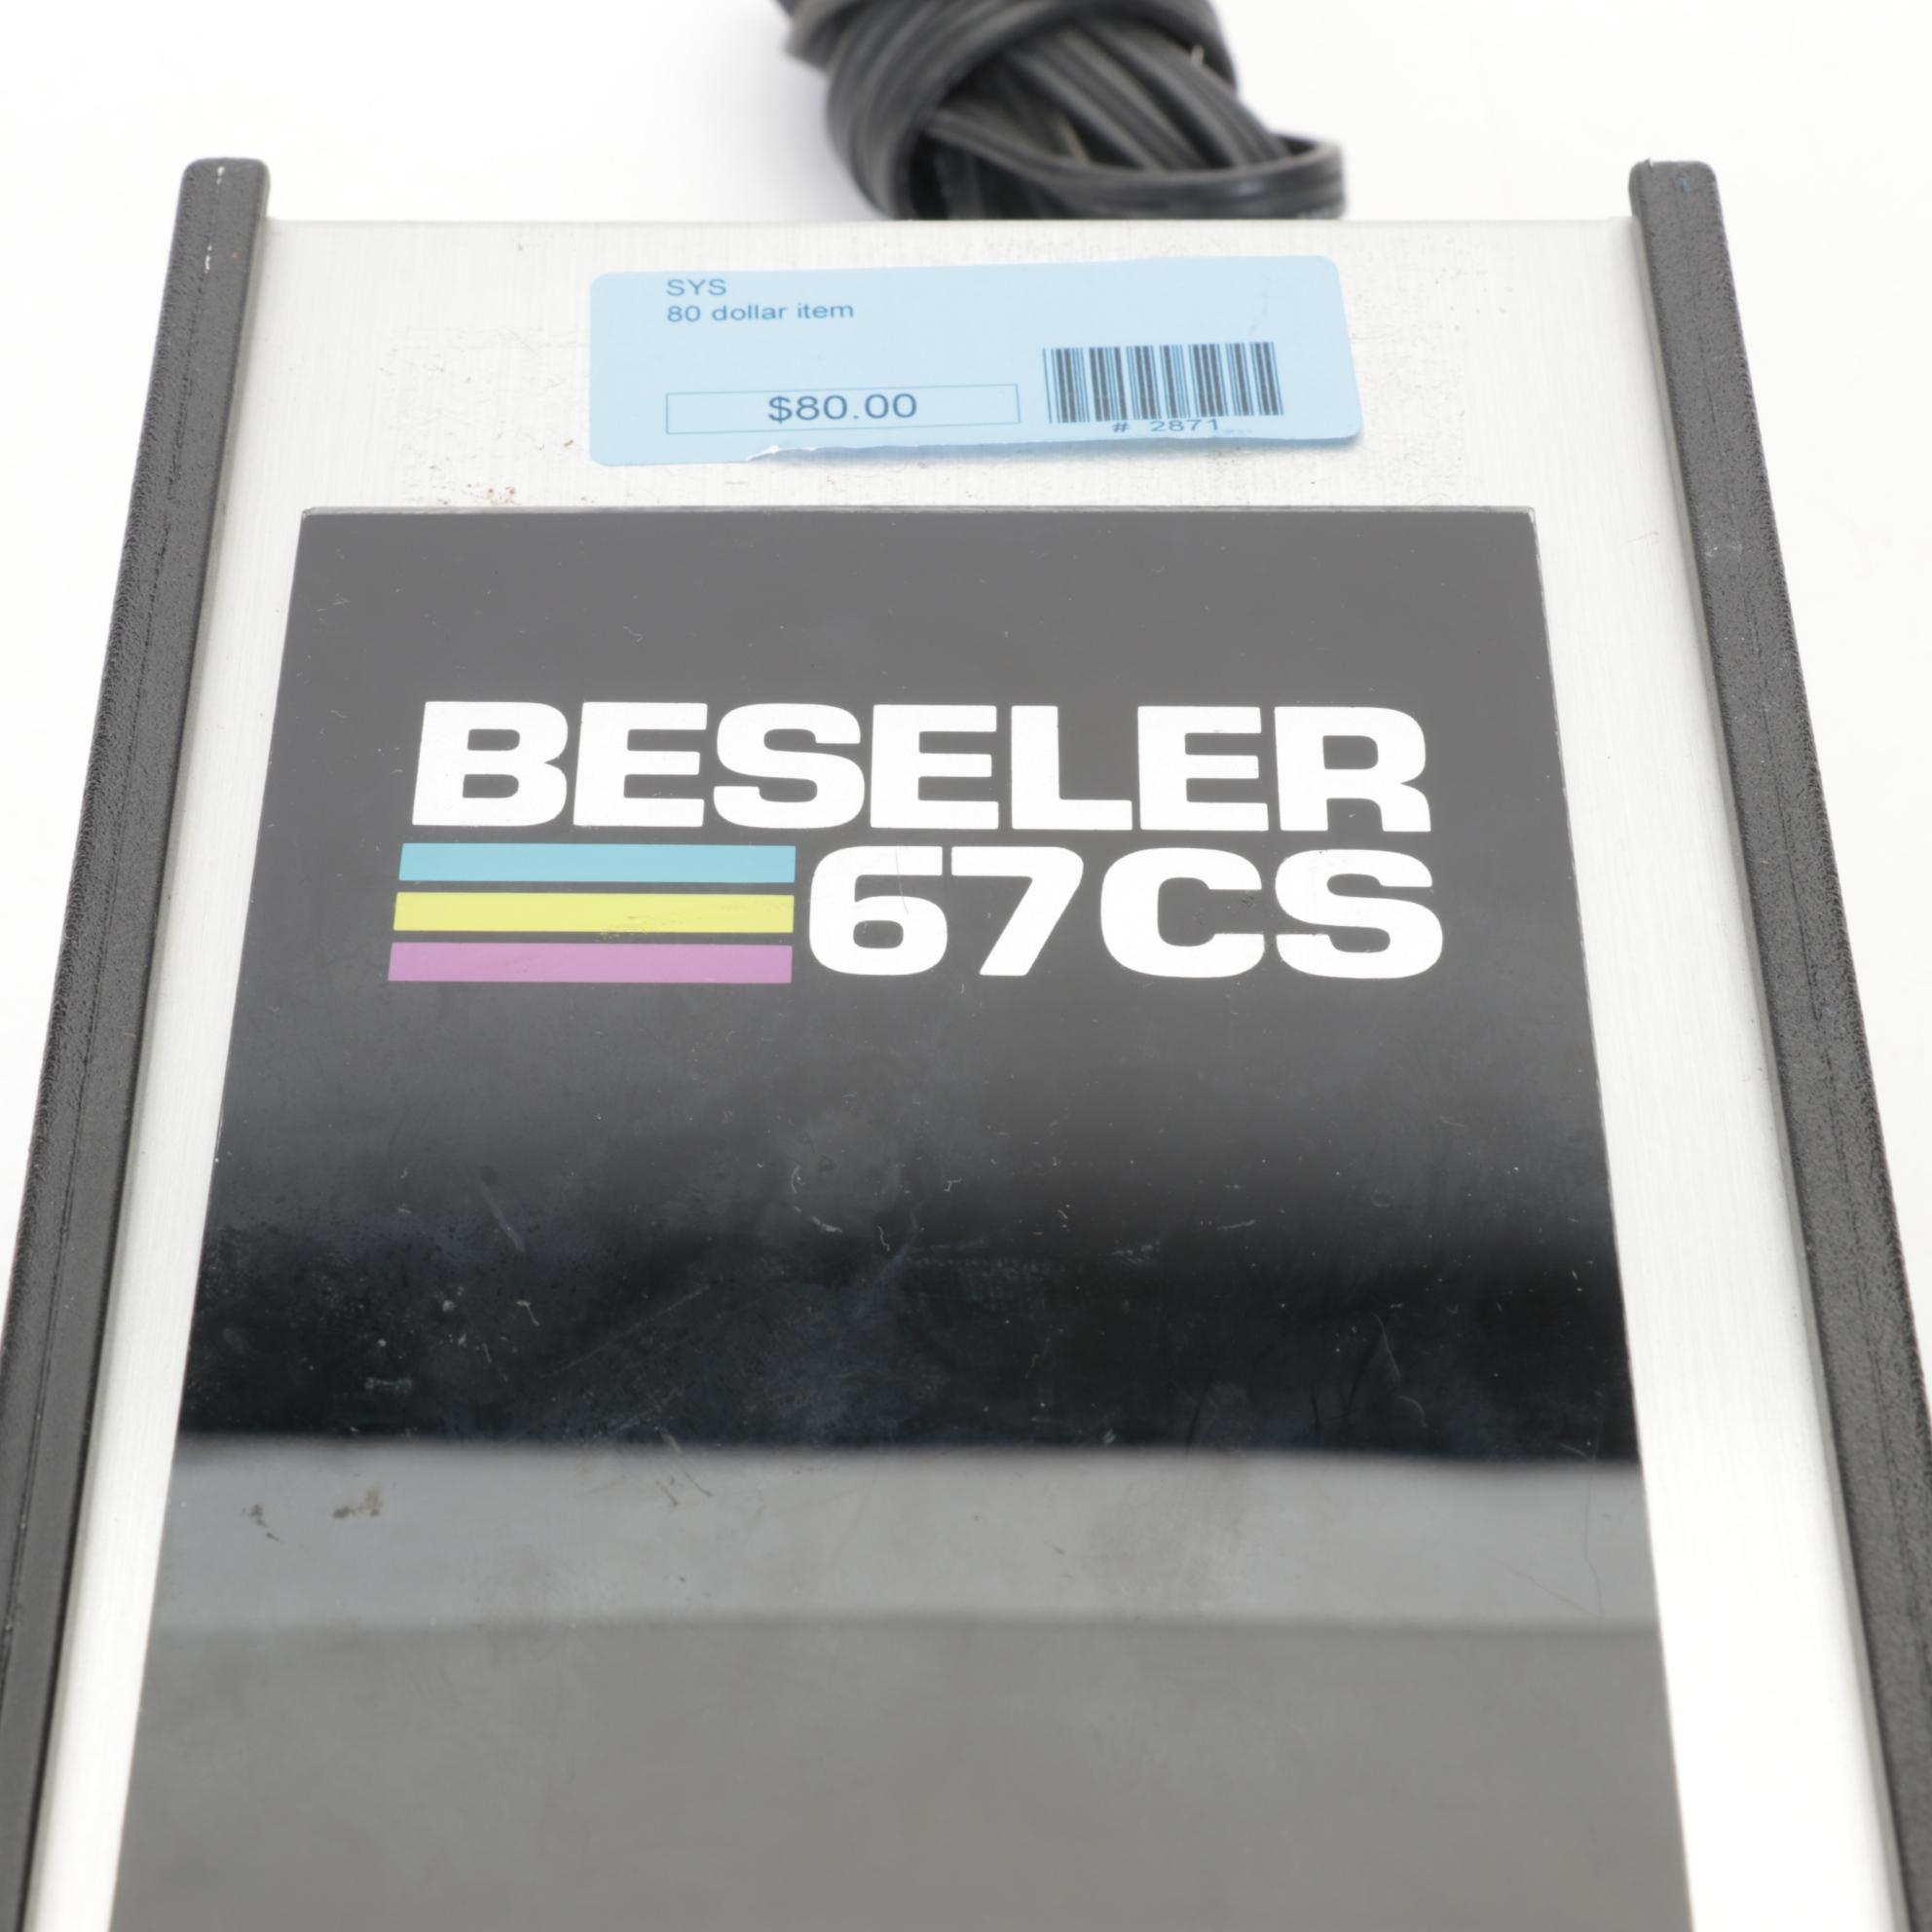 SYS
80 dollar item
$80.00
# 2871
BESELER
67CS